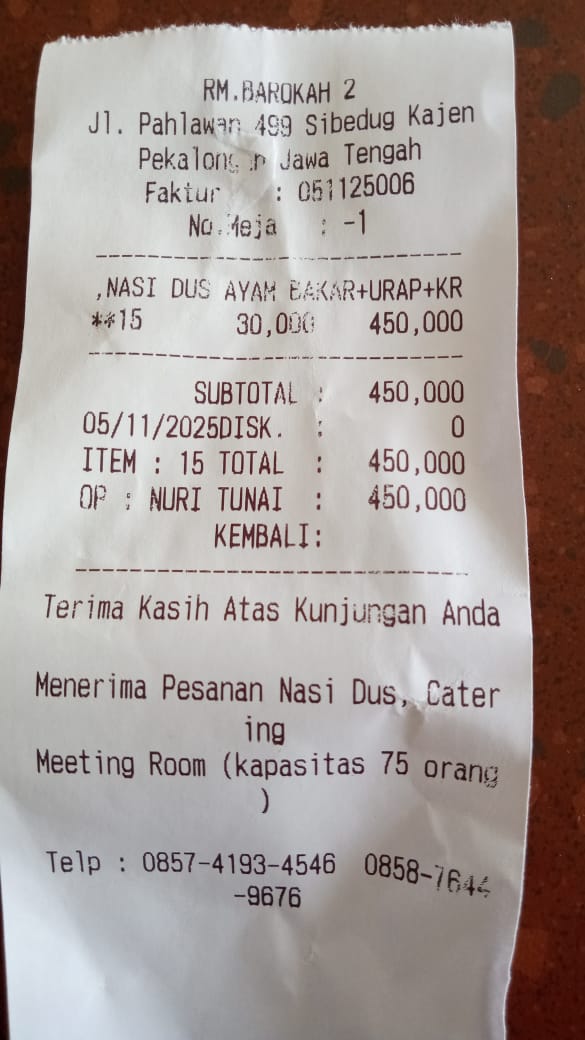 RM.BAROKAH 2
Jl. Pahlawan 499 Sibedug Kajen
Pekalongan Jawa Tengah
Faktur : 051125006
No.Meja : -1
--------------------------------
,NASI DUS AYAM BAKAR+URAP+KR
**15 30,000 450,000
--------------------------------
SUBTOTAL : 450,000
05/11/2025DISK. : 0
ITEM : 15 TOTAL : 450,000
OP : NURI TUNAI : 450,000
KEMBALI:
--------------------------------
Terima Kasih Atas Kunjungan Anda
Menerima Pesanan Nasi Dus, Cater
ing
Meeting Room (kapasitas 75 orang
)
Telp : 0857-4193-4546 0858-7644
-9676